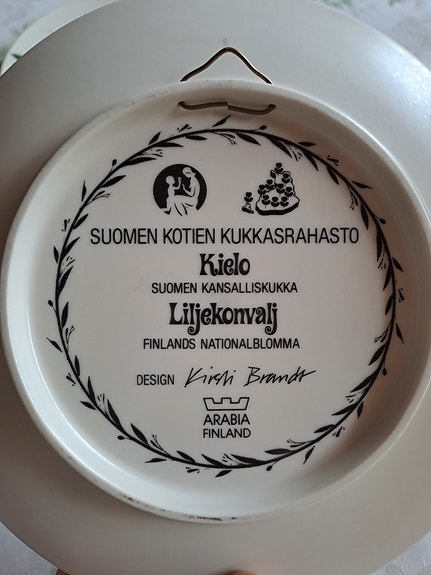 SUOMEN KOTIEN KUKKASRAHASTO
Kielo
SUOMEN KANSALLISKUKKA
Liljekonvalj
FINLANDS NATIONALBLOMMA
DESIGN Kirsti Brandt
ARABIA
FINLAND